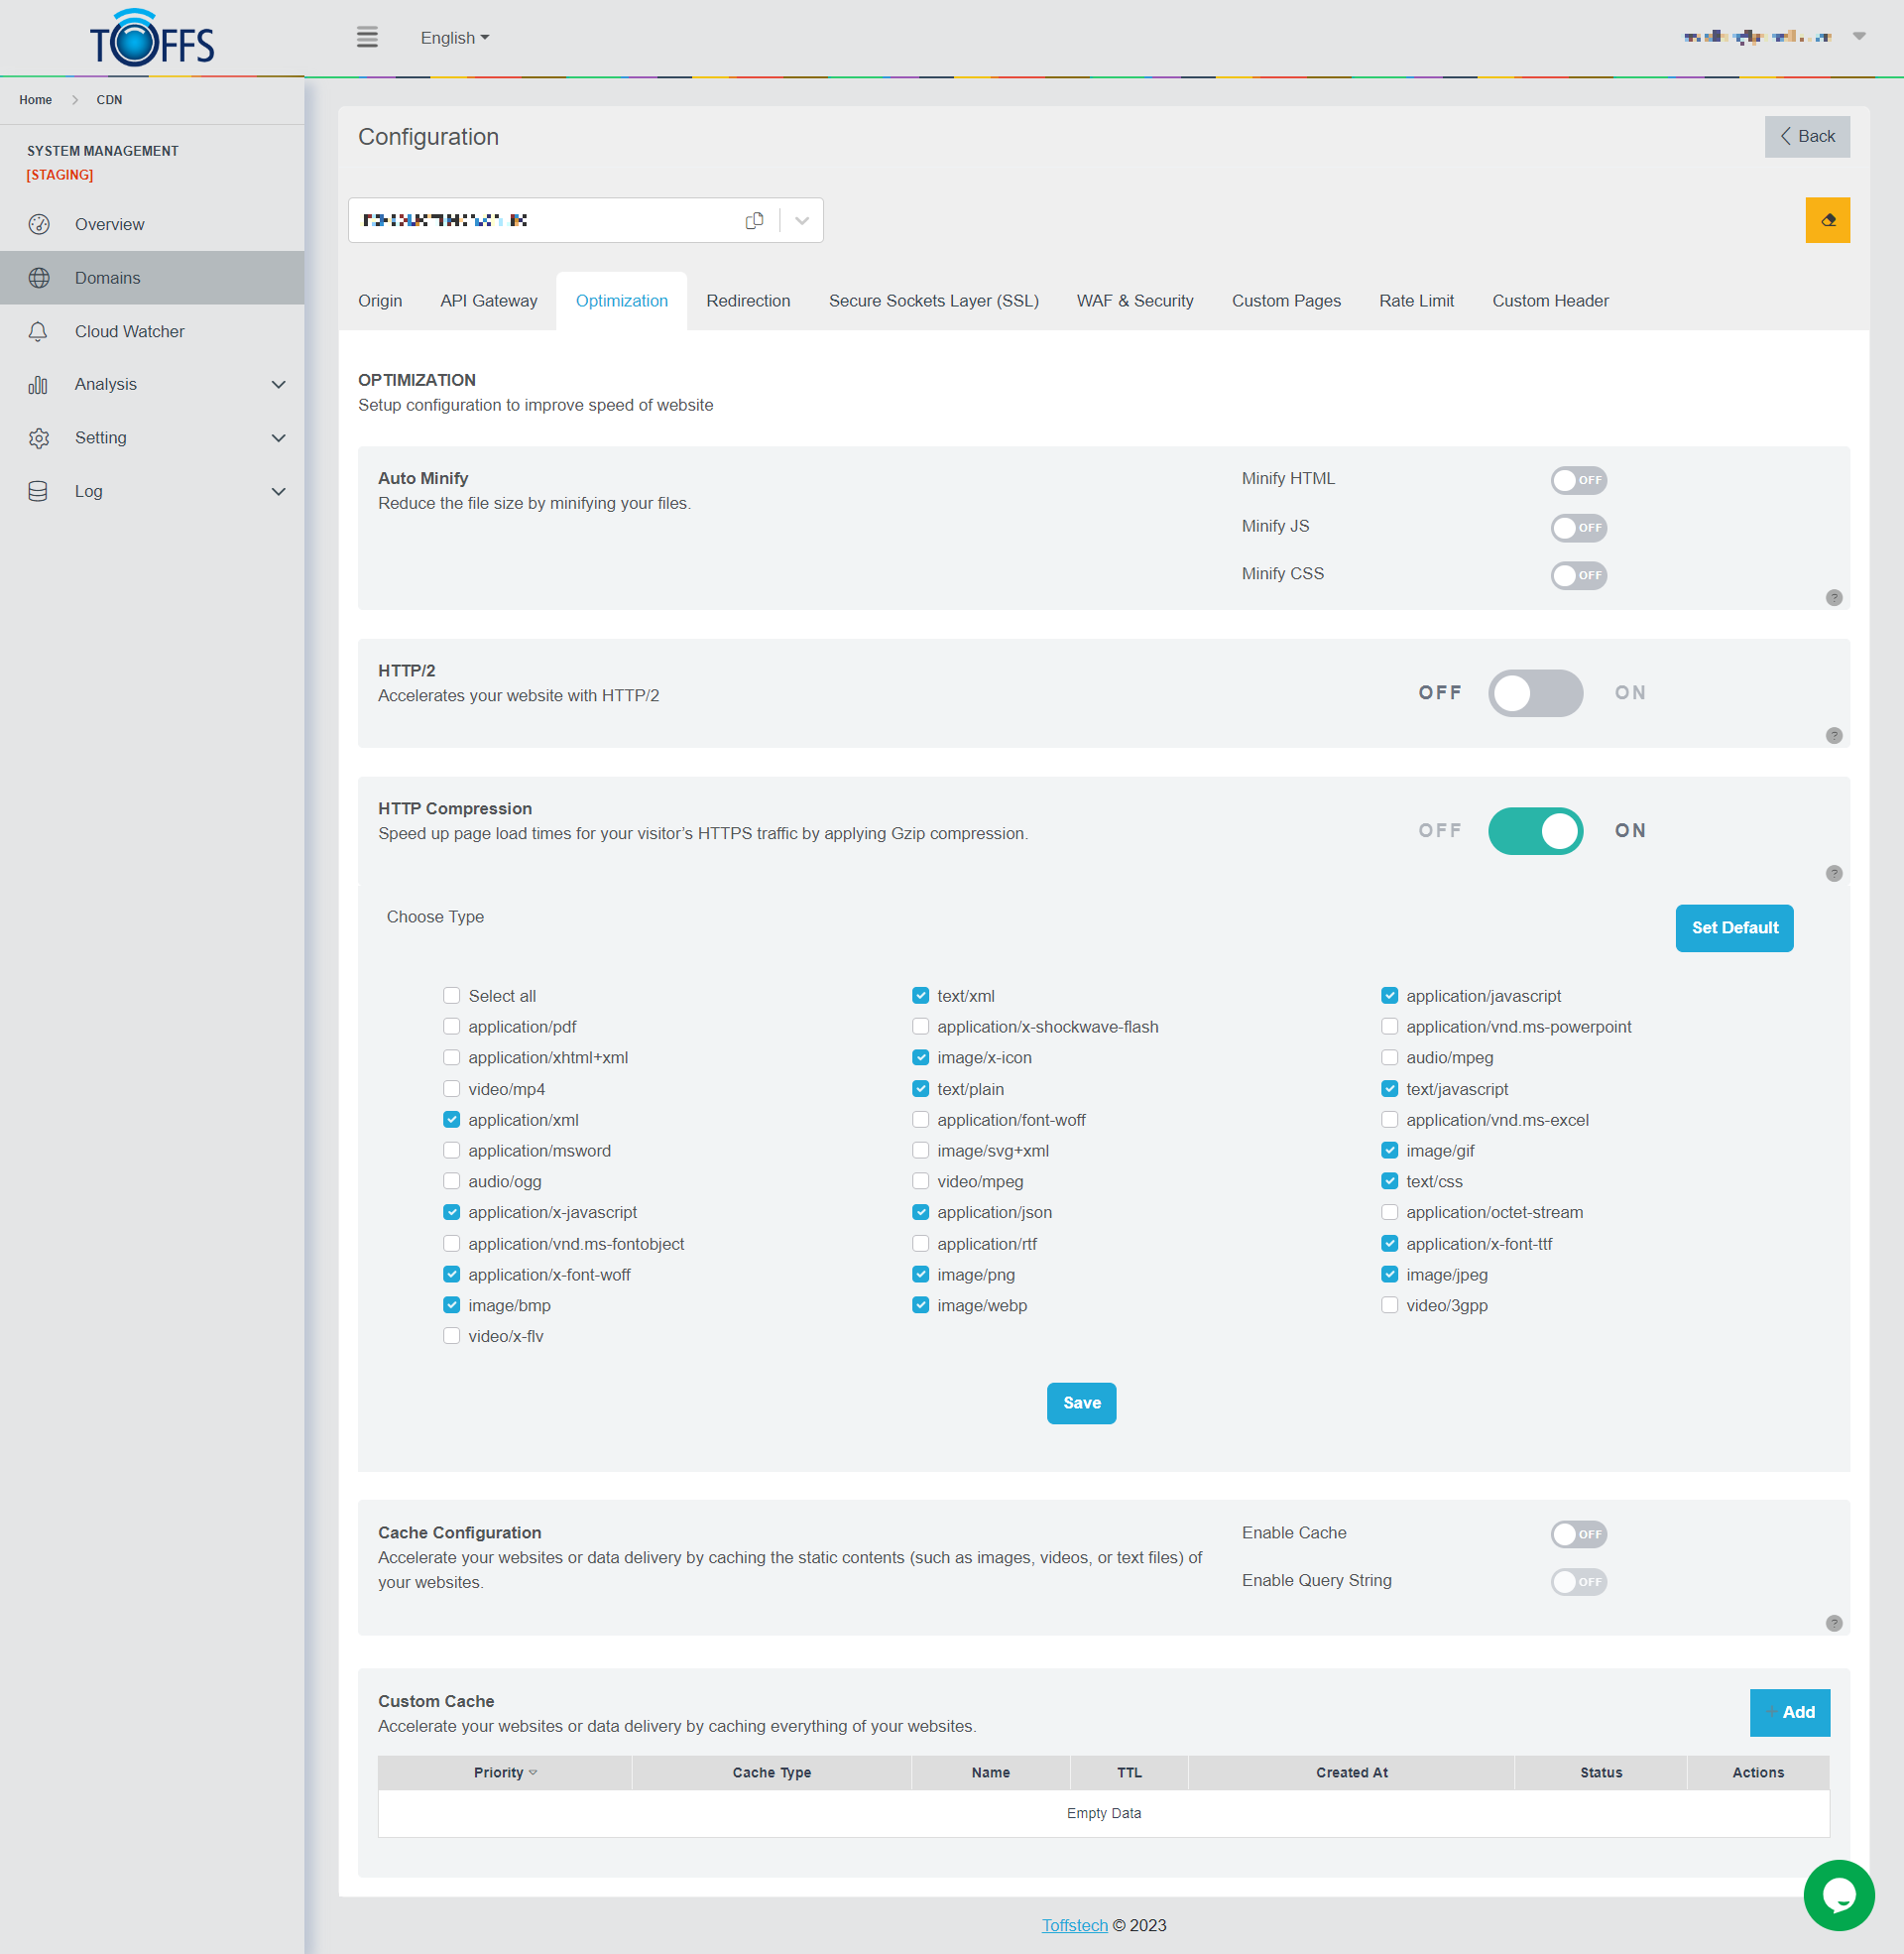 TOFFS
English
Home > CDN
SYSTEM MANAGEMENT
[STAGING]
Overview
Domains
Cloud Watcher
Analysis
Setting
Log
Configuration
Back
Origin API Gateway Optimization Redirection Secure Sockets Layer (SSL) WAF & Security Custom Pages Rate Limit Custom Header
OPTIMIZATION
Setup configuration to improve speed of website
Auto Minify
Reduce the file size by minifying your files.
Minify HTML OFF
Minify JS OFF
Minify CSS OFF
?
HTTP/2
Accelerates your website with HTTP/2
OFF ON
?
HTTP Compression
Speed up page load times for your visitor’s HTTPS traffic by applying Gzip compression.
OFF ON
?
Choose Type
Set Default
Select all text/xml application/javascript
application/pdf application/x-shockwave-flash application/vnd.ms-powerpoint
application/xhtml+xml image/x-icon audio/mpeg
video/mp4 text/plain text/javascript
application/xml application/font-woff application/vnd.ms-excel
application/msword image/svg+xml image/gif
audio/ogg video/mpeg text/css
application/x-javascript application/json application/octet-stream
application/vnd.ms-fontobject application/rtf application/x-font-ttf
application/x-font-woff image/png image/jpeg
image/bmp image/webp video/3gpp
video/x-flv
Save
Cache Configuration
Accelerate your websites or data delivery by caching the static contents (such as images, videos, or text files) of
your websites.
Enable Cache OFF
Enable Query String OFF
?
Custom Cache
Accelerate your websites or data delivery by caching everything of your websites.
+ Add
Priority Cache Type Name TTL Created At Status Actions
Empty Data
Toffstech © 2023